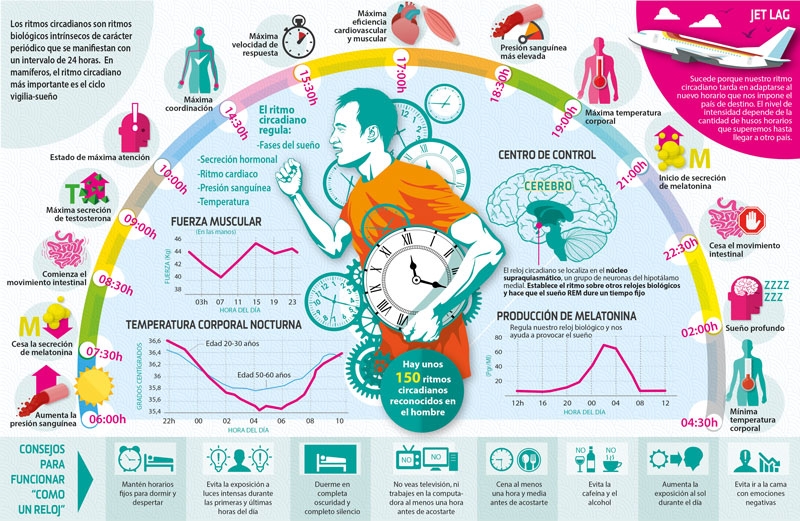 Los ritmos circadianos son ritmos
biológicos intrínsecos de carácter
periódico que se manifiestan con
un intervalo de 24 horas. En
mamíferos, el ritmo circadiano
más importante es el ciclo
vigilia-sueño
JET LAG
Sucede porque nuestro ritmo
circadiano tarda en adaptarse al
nuevo horario que nos impone el
país de destino. El nivel de
intensidad depende de la
cantidad de husos horarios
que superemos hasta
llegar a otro país.
06:00h
Aumenta la
presión sanguínea
07:30h
M
Cesa la secreción
de melatonina
08:30h
Comienza el
movimiento intestinal
09:00h
T
Máxima secreción
de testosterona
10:00h
Estado de máxima atención
14:30h
Máxima
coordinación
15:30h
Máxima
velocidad de
respuesta
17:00h
Máxima
eficiencia
cardiovascular
y muscular
18:30h
Presión sanguínea
más elevada
19:00h
Máxima temperatura
corporal
21:00h
M
Inicio de secreción
de melatonina
22:30h
Cesa el movimiento
intestinal
02:00h
ZZZZ
ZZZ
Sueño profundo
04:30h
Mínima
temperatura
corporal
El ritmo
circadiano
regula:
-Fases del sueño
-Secreción hormonal
-Ritmo cardiaco
-Presión sanguínea
-Temperatura
FUERZA MUSCULAR
(En las manos)
FUERZA (Kg)
46
44
42
40
38
03h 07 11 15 19 23
HORA DEL DÍA
TEMPERATURA CORPORAL NOCTURNA
GRADOS CENTÍGRADOS
36,6
36,4
36,2
36
35,8
35,6
35,4
Edad 20-30 años
Edad 50-60 años
22h 00 02 04 06 08 10
HORA DEL DÍA
Hay unos
150 ritmos
circadianos
reconocidos en
el hombre
CENTRO DE CONTROL
CEREBRO
El reloj circadiano se localiza en el núcleo
supraquiasmático, un grupo de neuronas del hipotálamo
medial. Establece el ritmo sobre otros relojes biológicos
y hace que el sueño REM dure un tiempo fijo
PRODUCCIÓN DE MELATONINA
Regula nuestro reloj biológico y nos
ayuda a provocar el sueño
(Pgr/Ml)
80
60
40
20
0
12h 16 20 00 04 08 12
HORA DEL DÍA
CONSEJOS
PARA
FUNCIONAR
"COMO
UN RELOJ"
Mantén horarios
fijos para dormir y
despertar
Evita la exposición a
luces intensas durante
las primeras y últimas
horas del día
Duerme en
completa
oscuridad y
completo silencio
NO
NO
No veas televisión, ni
trabajes en la computa-
dora al menos una hora
antes de acostarte
Cena al menos
una hora y media
antes de acostarte
NO
NO
Evita la
cafeína y el
alcohol
Aumenta la
exposición al sol
durante el día
Evita ir a la cama
con emociones
negativas